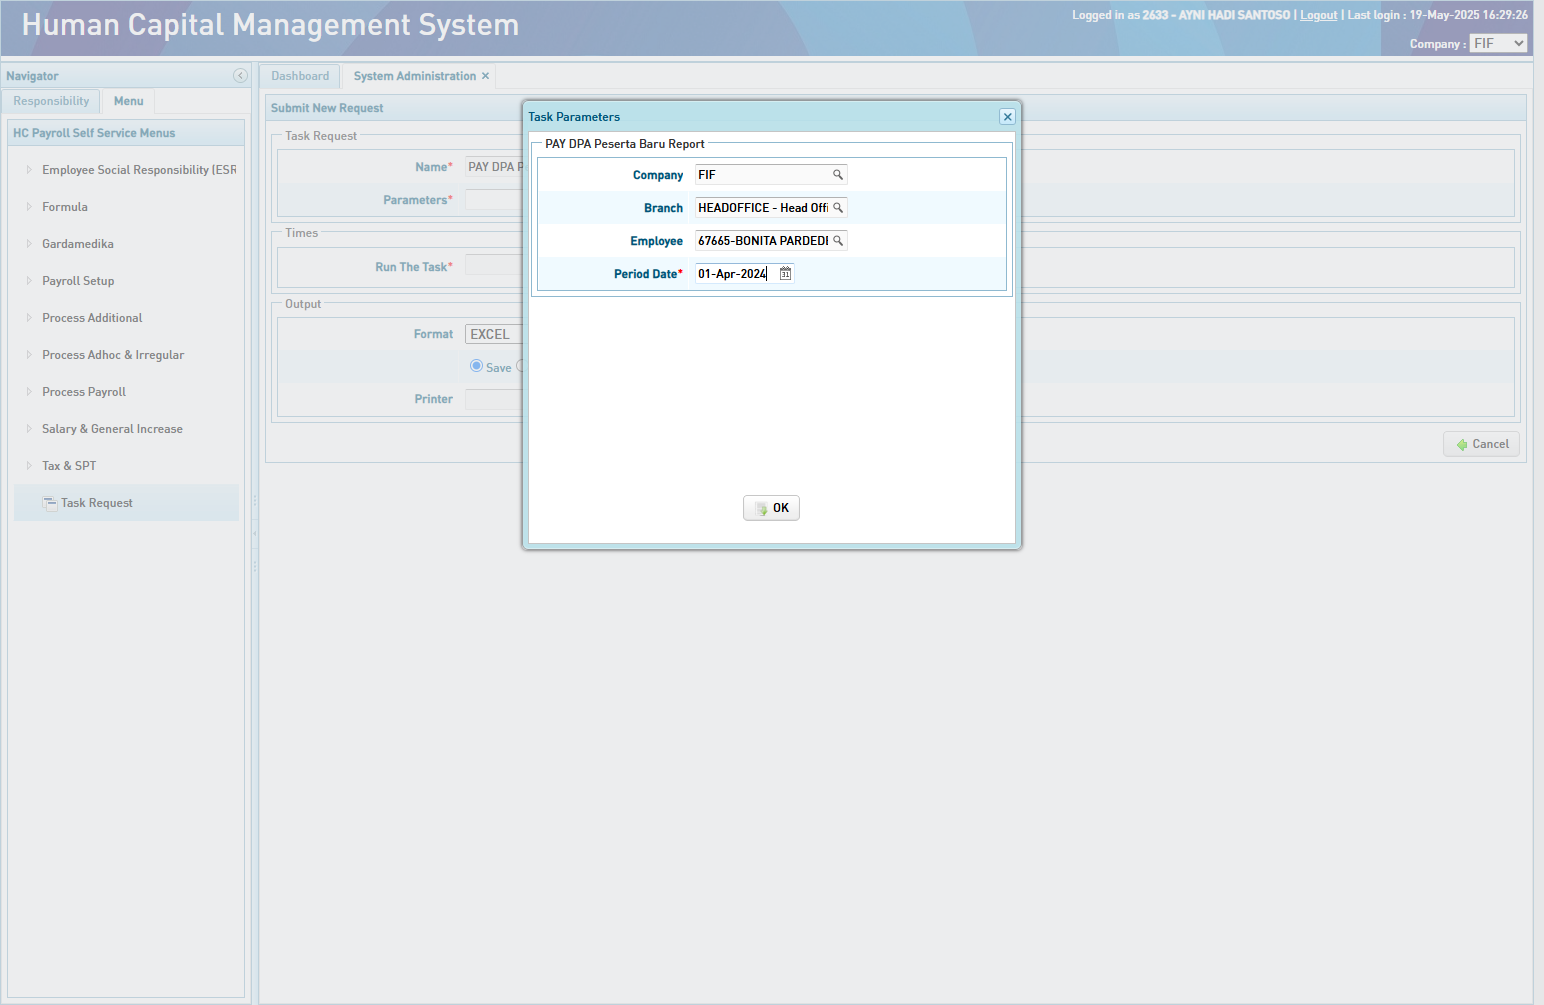 Human Capital Management System
Logged in as 2633 - AYNI HADI SANTOSO | Logout | Last login : 19-May-2025 16:29:26
Company : FIF
Navigator
Responsibility Menu
HC Payroll Self Service Menus
Employee Social Responsibility (ESR
Formula
Gardamedika
Payroll Setup
Process Additional
Process Adhoc & Irregular
Process Payroll
Salary & General Increase
Tax & SPT
Task Request
Dashboard System Administration
Submit New Request
Task Request
Name* PAY DPA P
Parameters*
Times
Run The Task*
Output
Format EXCEL
Save
Printer
Cancel
Task Parameters
PAY DPA Peserta Baru Report
Company FIF
Branch HEADOFFICE - Head Offi
Employee 67665-BONITA PARDEDI
Period Date* 01-Apr-2024
31
OK